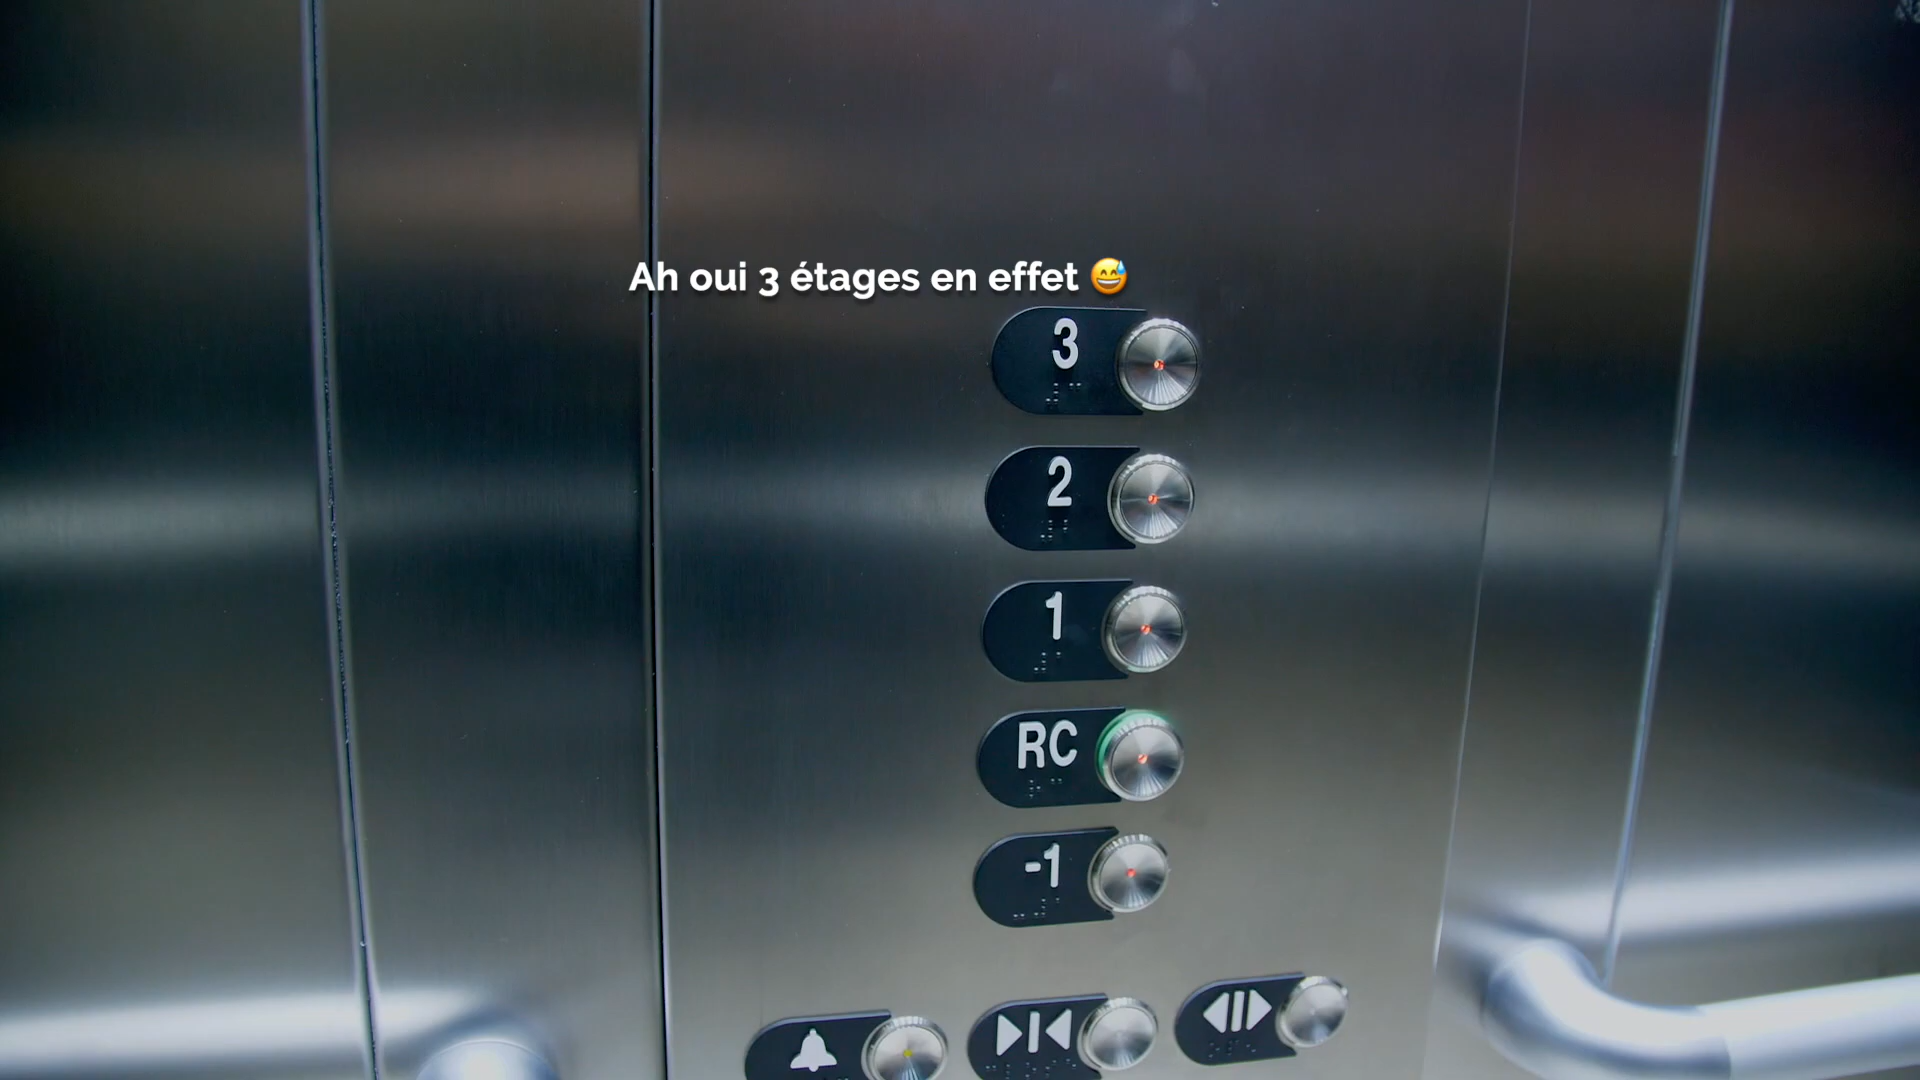 Ah oui 3 étages en effet 😅
3
2
1
RC
-1